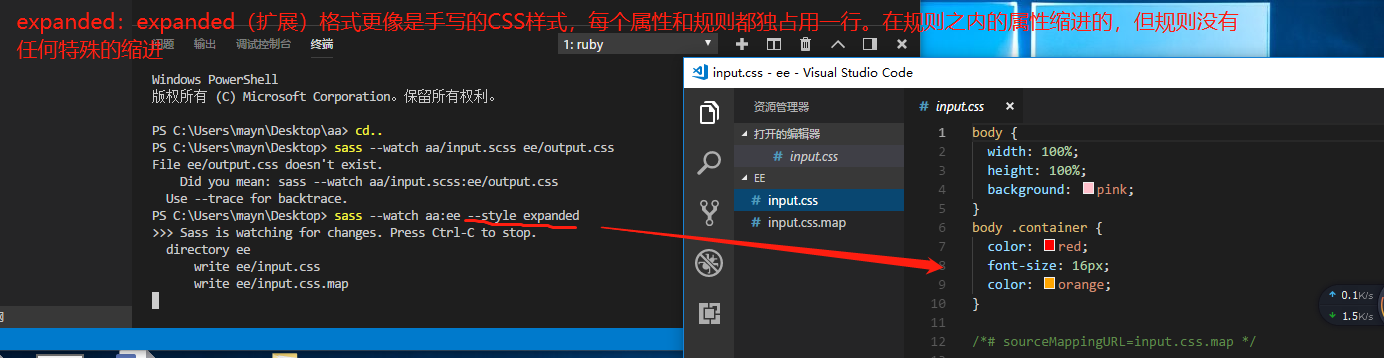 expanded：expanded（扩展）格式更像是手写的CSS样式，每个属性和规则都独占用一行。在规则之内的属性缩进的，但规则没有
任何特殊的缩进
输出 调试控制台 终端 1: ruby
Windows PowerShell
版权所有 (C) Microsoft Corporation。保留所有权利。
PS C:\Users\mayn\Desktop\aa> cd..
PS C:\Users\mayn\Desktop> sass --watch aa/input.scss ee/output.css
File ee/output.css doesn't exist.
Did you mean: sass --watch aa/input.scss:ee/output.css
Use --trace for backtrace.
PS C:\Users\mayn\Desktop> sass --watch aa:ee --style expanded
>>> Sass is watching for changes. Press Ctrl-C to stop.
directory ee
write ee/input.css
write ee/input.css.map
input.css - ee - Visual Studio Code
资源管理器
打开的编辑器
# input.css
EE
# input.css
# input.css.map
# input.css ×
1 body {
2 width: 100%;
3 height: 100%;
4 background: pink;
5 }
6 body .container {
7 color: red;
8 font-size: 16px;
9 color: orange;
10 }
11
12 /*# sourceMappingURL=input.css.map */
0.1K/s
1.5K/s